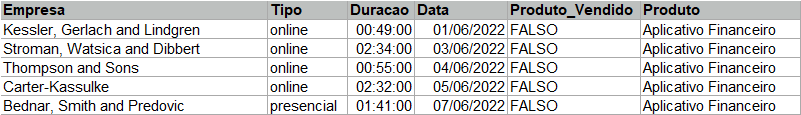 Empresa Tipo Duracao Data Produto_Vendido Produto
Kessler, Gerlach and Lindgren online 00:49:00 01/06/2022 FALSO Aplicativo Financeiro
Stroman, Watsica and Dibbert online 02:34:00 03/06/2022 FALSO Aplicativo Financeiro
Thompson and Sons online 00:55:00 04/06/2022 FALSO Aplicativo Financeiro
Carter-Kassulke online 02:32:00 05/06/2022 FALSO Aplicativo Financeiro
Bednar, Smith and Predovic presencial 01:41:00 07/06/2022 FALSO Aplicativo Financeiro